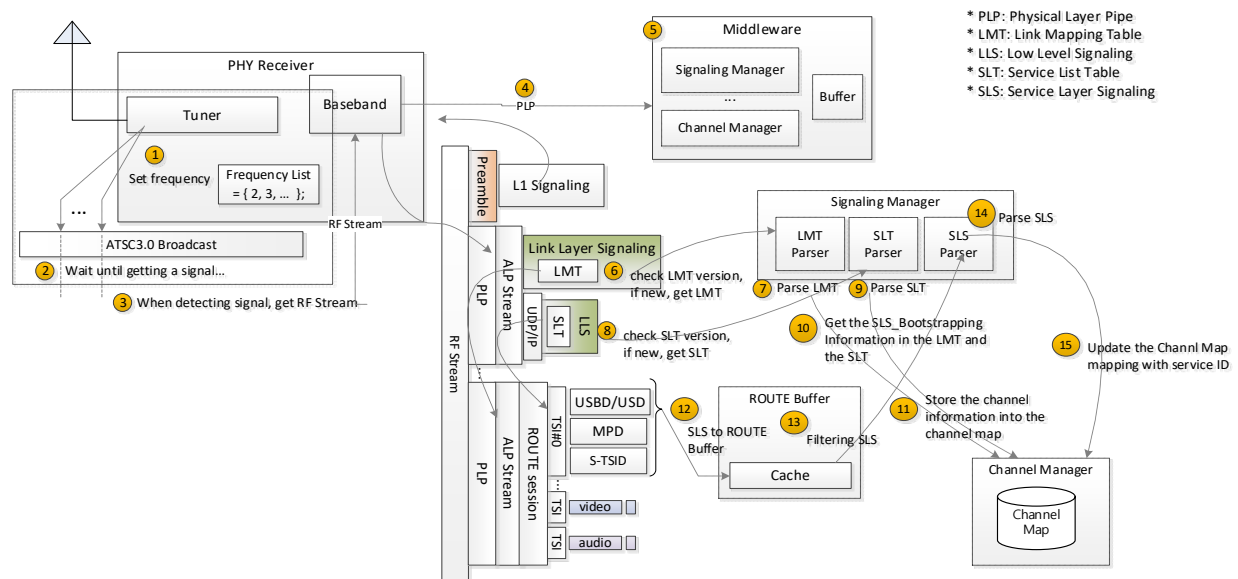 * PLP: Physical Layer Pipe
* LMT: Link Mapping Table
* LLS: Low Level Signaling
* SLT: Service List Table
* SLS: Service Layer Signaling
PHY Receiver
Tuner
Baseband
1
Set frequency
Frequency List
= { 2, 3, ... };
...
RF Stream
ATSC3.0 Broadcast
2
Wait until getting a signal...
3
When detecting signal, get RF Stream
4
PLP
5
Middleware
Signaling Manager
...
Channel Manager
Buffer
RF Stream
Preamble
L1 Signaling
PLP
ALP Stream
Link Layer Signaling
LMT
6
check LMT version,
if new, get LMT
UDP/IP
SLT
LLS
8
check SLT version,
if new, get SLT
...
PLP
ALP Stream
ROUTE session
TSI#0
USBD/USD
MPD
S-TSID
...
TSI
video
TSI
audio
12
SLS to ROUTE
Buffer
ROUTE Buffer
13
Filtering SLS
Cache
Signaling Manager
LMT
Parser
SLT
Parser
SLS
Parser
14
Parse SLS
7
Parse LMT
9
Parse SLT
10
Get the SLS_Bootstrapping
Information in the LMT and
the SLT
11
Store the channel
information into the
channel map
15
Update the Channl Map
mapping with service ID
Channel Manager
Channel
Map